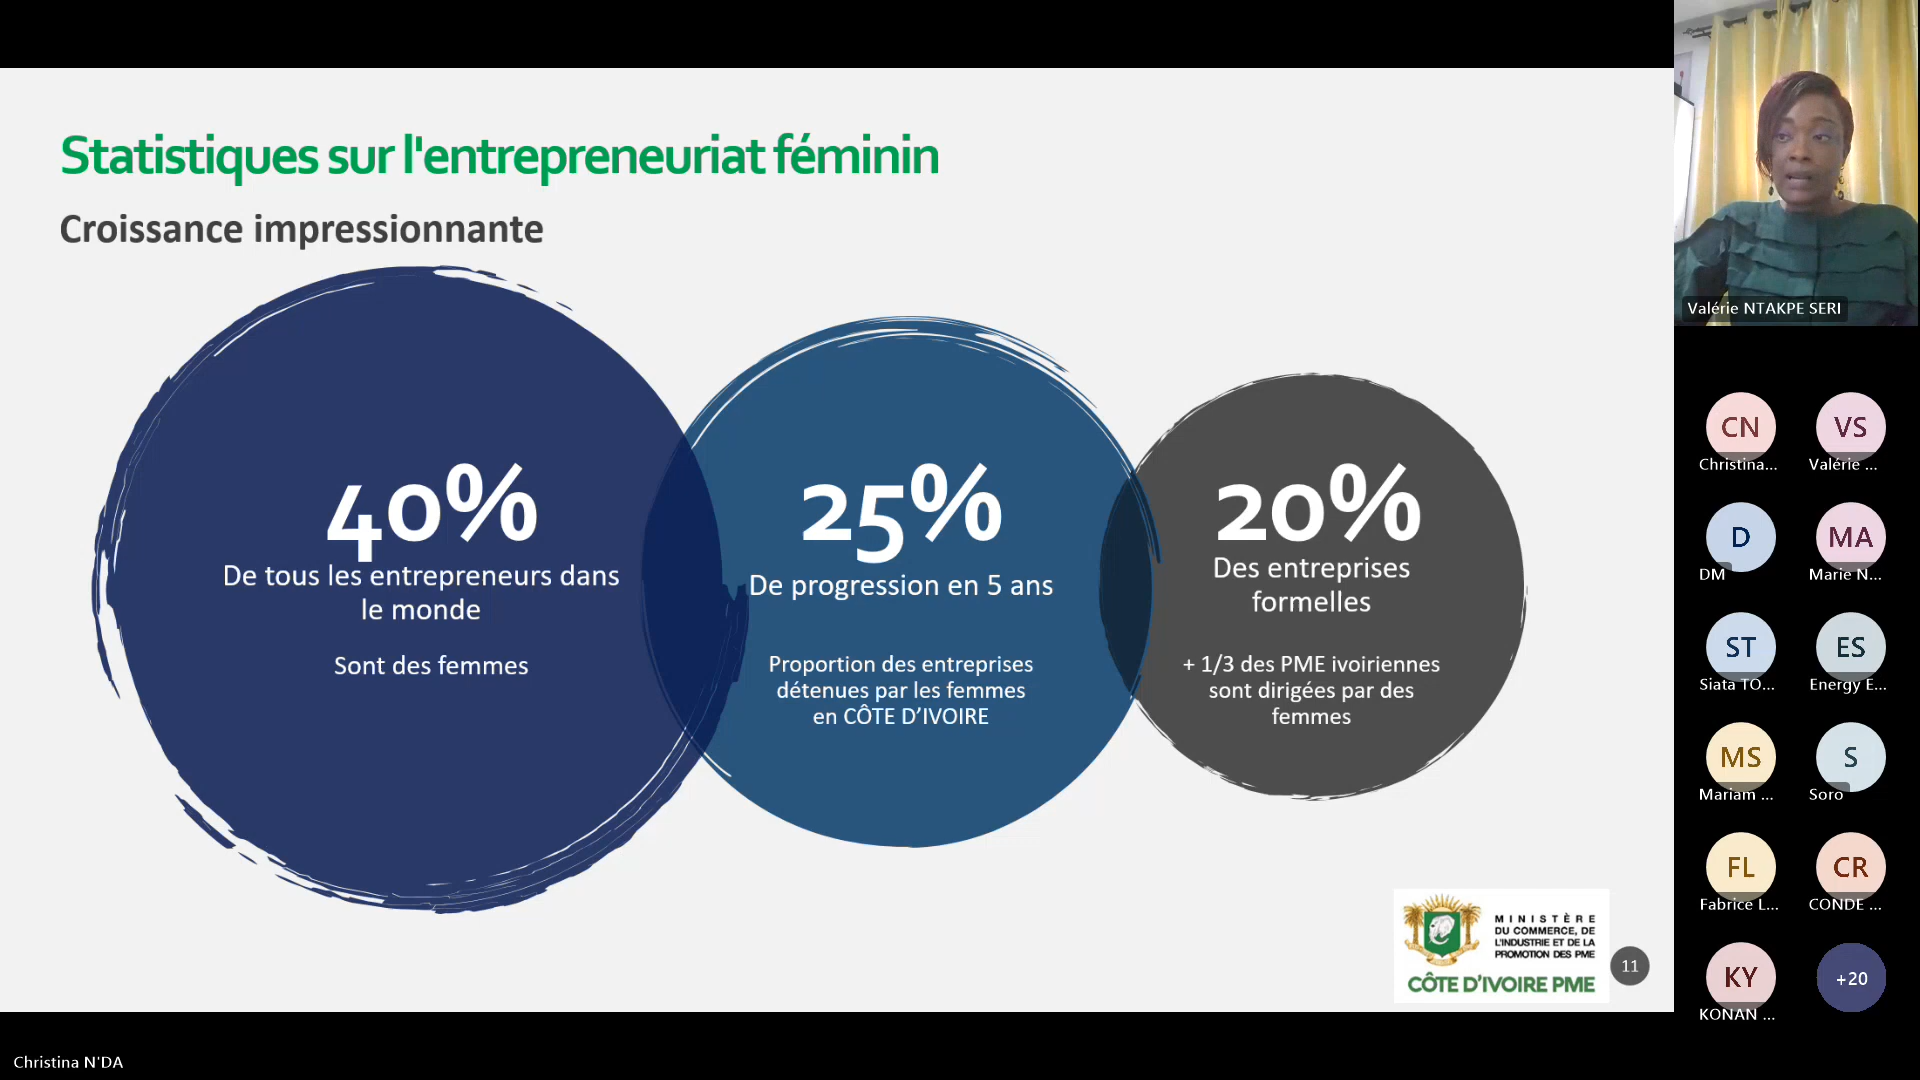 Statistiques sur l'entrepreneuriat féminin
Croissance impressionnante
40%
De tous les entrepreneurs dans
le monde
Sont des femmes
25%
De progression en 5 ans
Proportion des entreprises
détenues par les femmes
en CÔTE D’IVOIRE
20%
Des entreprises
formelles
+ 1/3 des PME ivoiriennes
sont dirigées par des
femmes
MINISTÈRE
DU COMMERCE, DE
L'INDUSTRIE ET DE LA
PROMOTION DES PME
CÔTE D'IVOIRE PME
11
Valérie NTAKPE SERI
CN
Christina...
VS
Valérie ...
D
DM
MA
Marie N...
ST
Siata TO...
ES
Energy E...
MS
Mariam ...
S
Soro
FL
Fabrice L...
CR
CONDE ...
KY
KONAN ...
+20
Christina N'DA